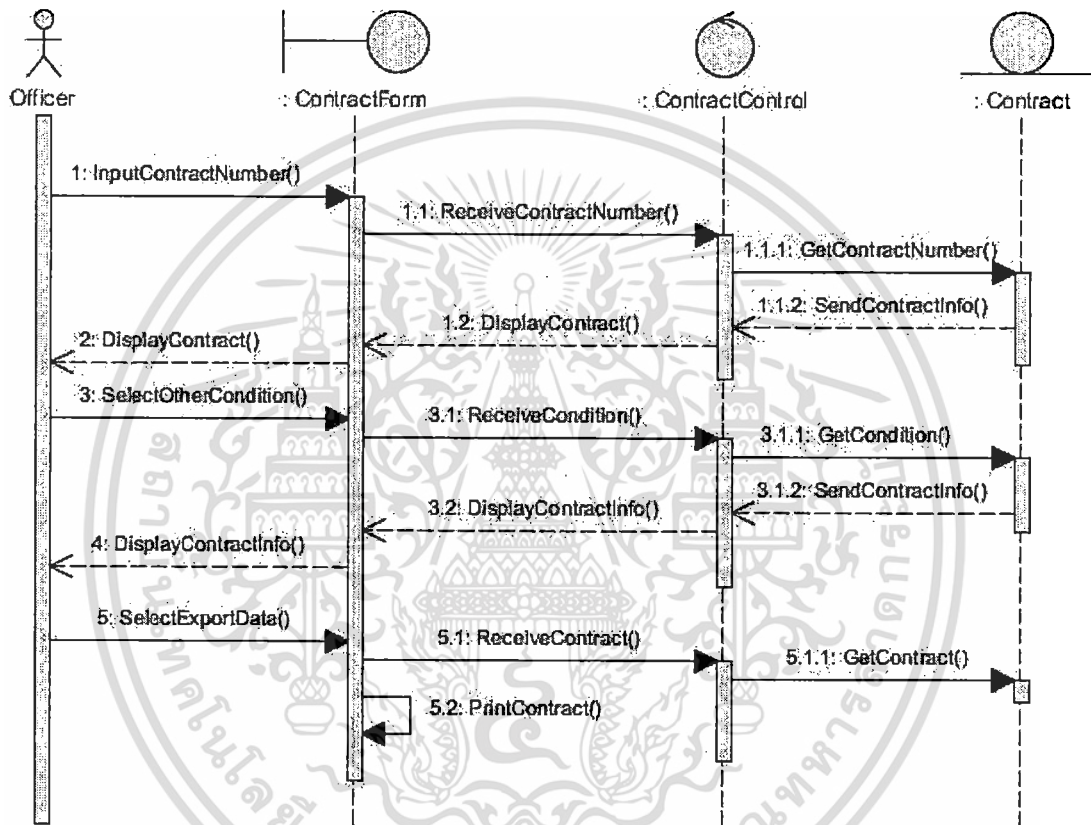 Officer
: ContractForm
: ContractControl
: Contract
1: InputContractNumber()
1.1: ReceiveContractNumber()
1.1.1: GetContractNumber()
1.1.2: SendContractInfo()
1.2: DisplayContract()
2: DisplayContract()
3: SelectOtherCondition()
3.1: ReceiveCondition()
3.1.1: GetCondition()
3.1.2: SendContractInfo()
3.2: DisplayContractInfo()
4: DisplayContractInfo()
5: SelectExportData()
5.1: ReceiveContract()
5.1.1: GetContract()
5.2: PrintContract()